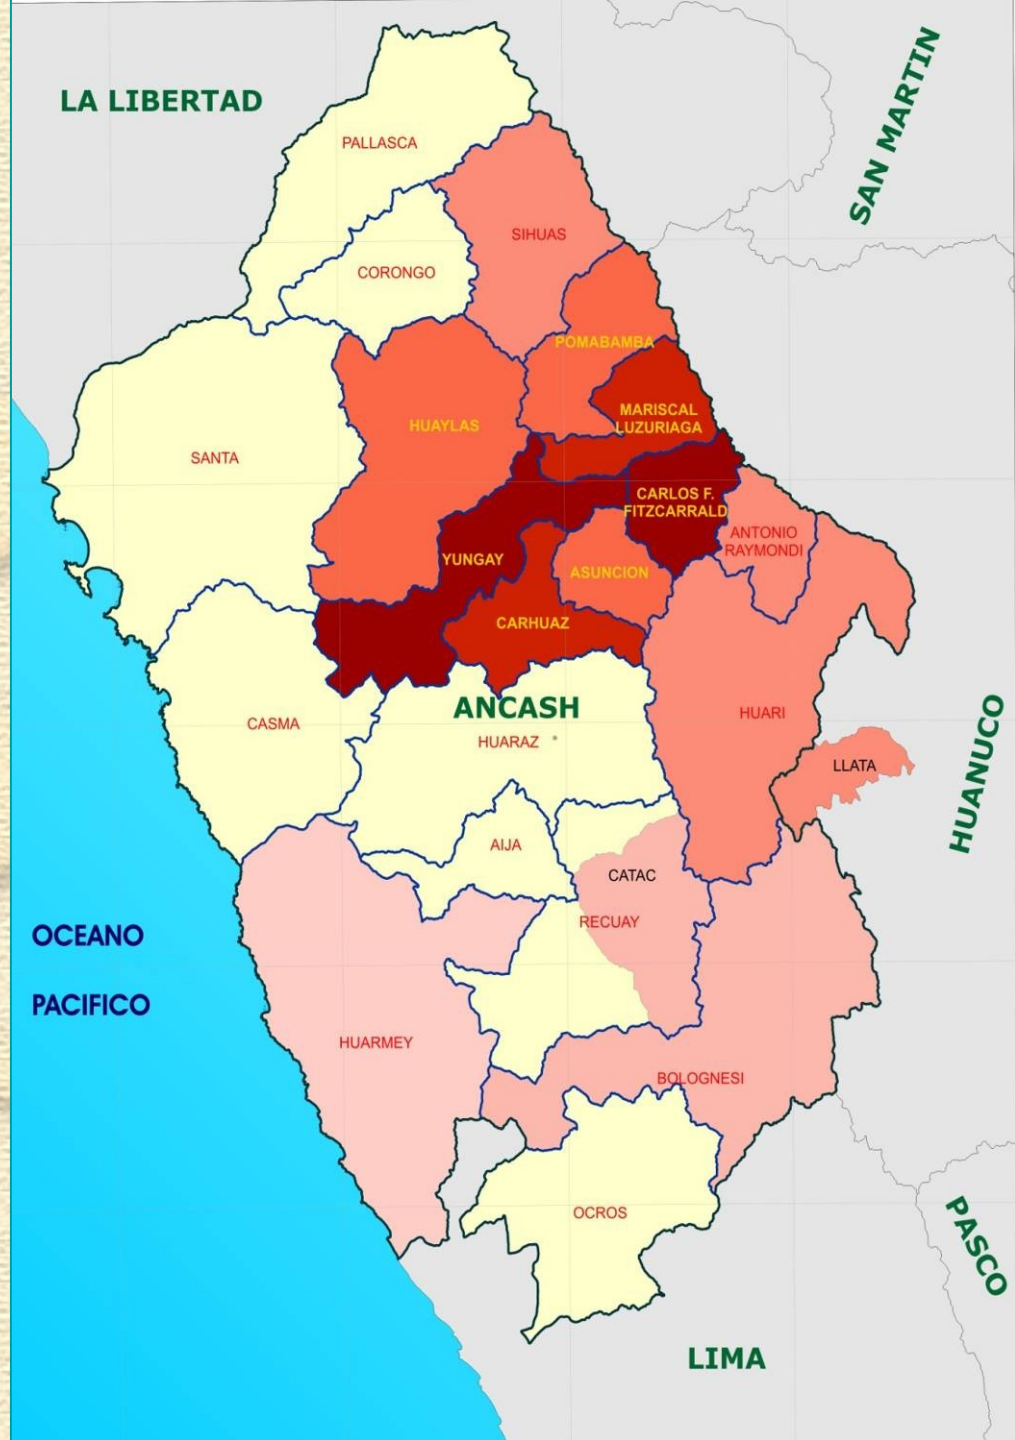 LA LIBERTAD
SAN MARTIN
PALLASCA
SIHUAS
CORONGO
POMABAMBA
MARISCAL
LUZURIAGA
HUAYLAS
SANTA
CARLOS F.
FITZCARRALD
ANTONIO
RAYMONDI
YUNGAY
ASUNCION
CARHUAZ
ANCASH
HUARAZ
CASMA
HUARI
LLATA
HUANUCO
AIJA
CATAC
RECUAY
OCEANO
PACIFICO
HUARMEY
BOLOGNESI
OCROS
PASCO
LIMA